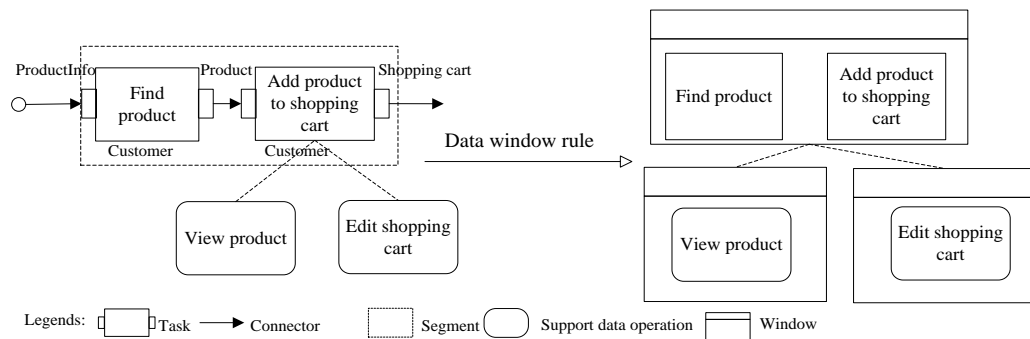 ProductInfo
Product
Shopping cart
Find
product
Add product
to shopping
cart
Customer
Customer
View product
Edit shopping
cart
Data window rule
Find product
Add product
to shopping
cart
View product
Edit shopping
cart
Legends:
Task
Connector
Segment
Support data operation
Window